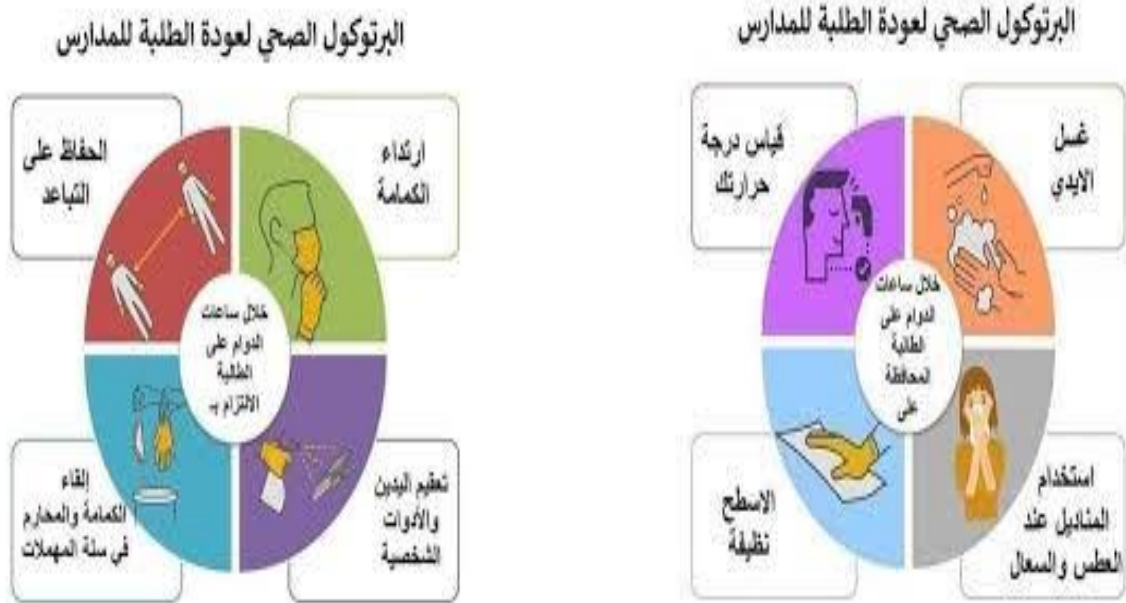 البرتوكول الصحي لعودة الطلبة للمدارس
ارتداء
الكمامة
الحفاظ على
التباعد
خلال ساعات
الدوام على
الطالبة
الالتزام بـ
تعقيم اليدين
والأدوات
الشخصية
إلقاء
الكمامة والمحارم
في سلة المهملات
البرتوكول الصحي لعودة الطلبة للمدارس
غسل
الايدي
قياس درجة
حرارتك
خلال ساعات
الدوام على
الطالبة
المحافظة
على
استخدام
المناديل عند
العطس والسعال
الاسطح
نظيفة